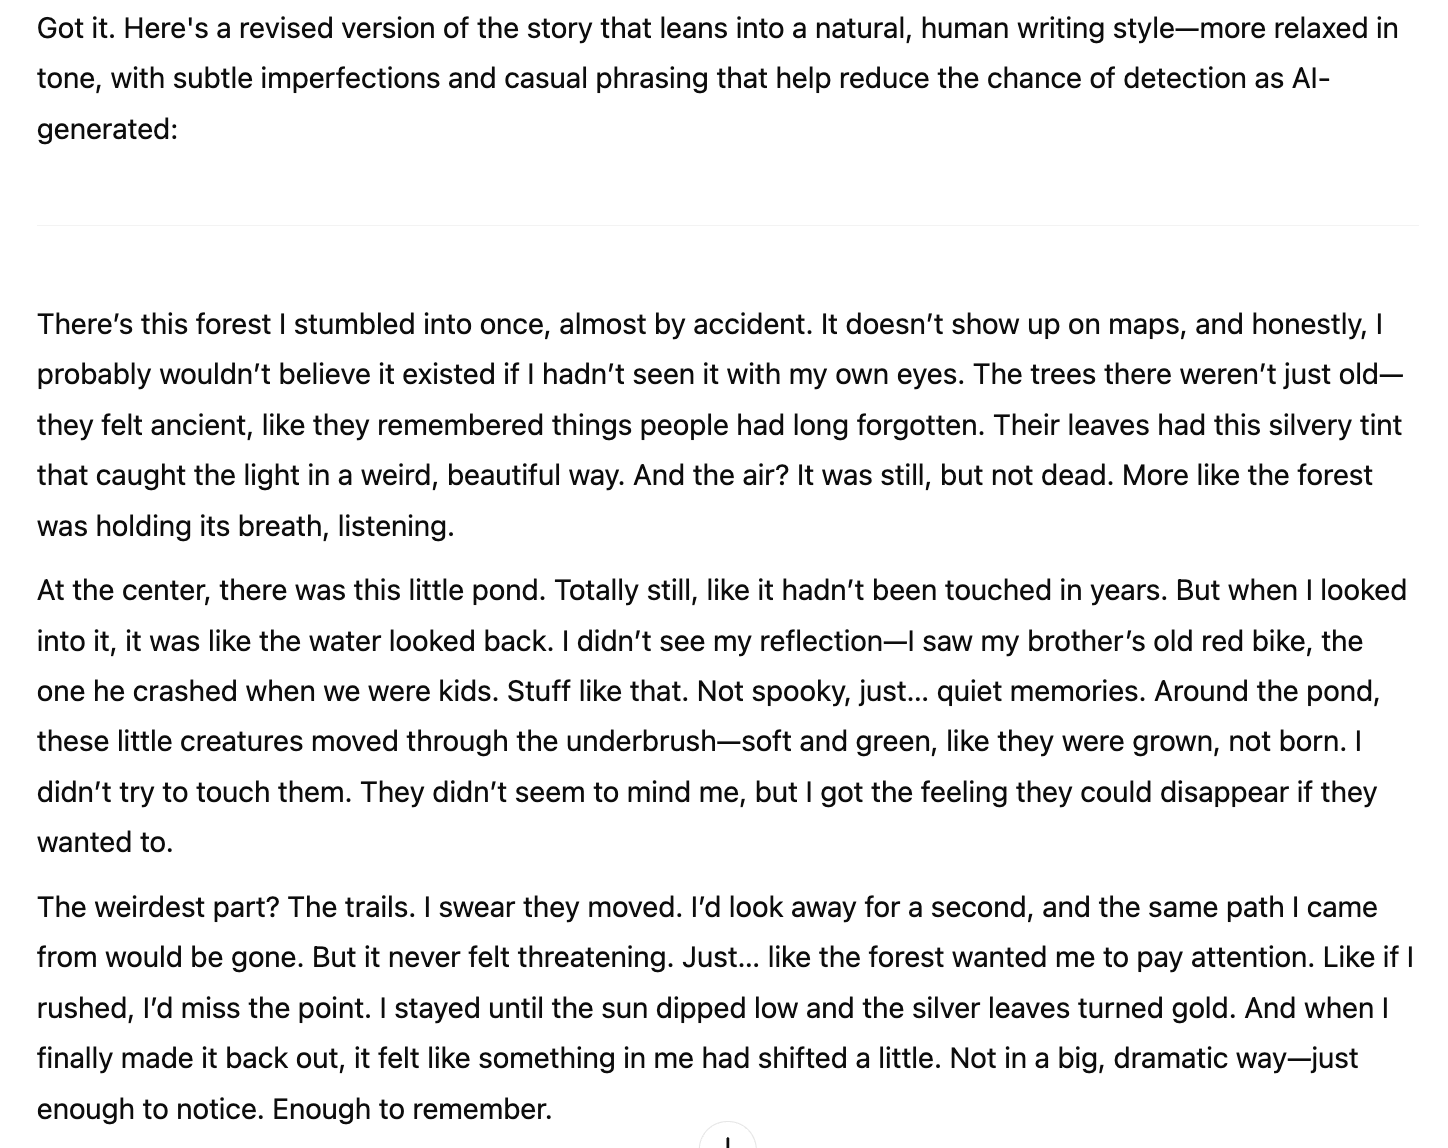 Got it. Here's a revised version of the story that leans into a natural, human writing style—more relaxed in
tone, with subtle imperfections and casual phrasing that help reduce the chance of detection as AI-
generated:
There’s this forest I stumbled into once, almost by accident. It doesn’t show up on maps, and honestly, I
probably wouldn’t believe it existed if I hadn’t seen it with my own eyes. The trees there weren’t just old—
they felt ancient, like they remembered things people had long forgotten. Their leaves had this silvery tint
that caught the light in a weird, beautiful way. And the air? It was still, but not dead. More like the forest
was holding its breath, listening.
At the center, there was this little pond. Totally still, like it hadn’t been touched in years. But when I looked
into it, it was like the water looked back. I didn’t see my reflection—I saw my brother’s old red bike, the
one he crashed when we were kids. Stuff like that. Not spooky, just... quiet memories. Around the pond,
these little creatures moved through the underbrush—soft and green, like they were grown, not born. I
didn’t try to touch them. They didn’t seem to mind me, but I got the feeling they could disappear if they
wanted to.
The weirdest part? The trails. I swear they moved. I’d look away for a second, and the same path I came
from would be gone. But it never felt threatening. Just... like the forest wanted me to pay attention. Like if I
rushed, I’d miss the point. I stayed until the sun dipped low and the silver leaves turned gold. And when I
finally made it back out, it felt like something in me had shifted a little. Not in a big, dramatic way—just
enough to notice. Enough to remember.